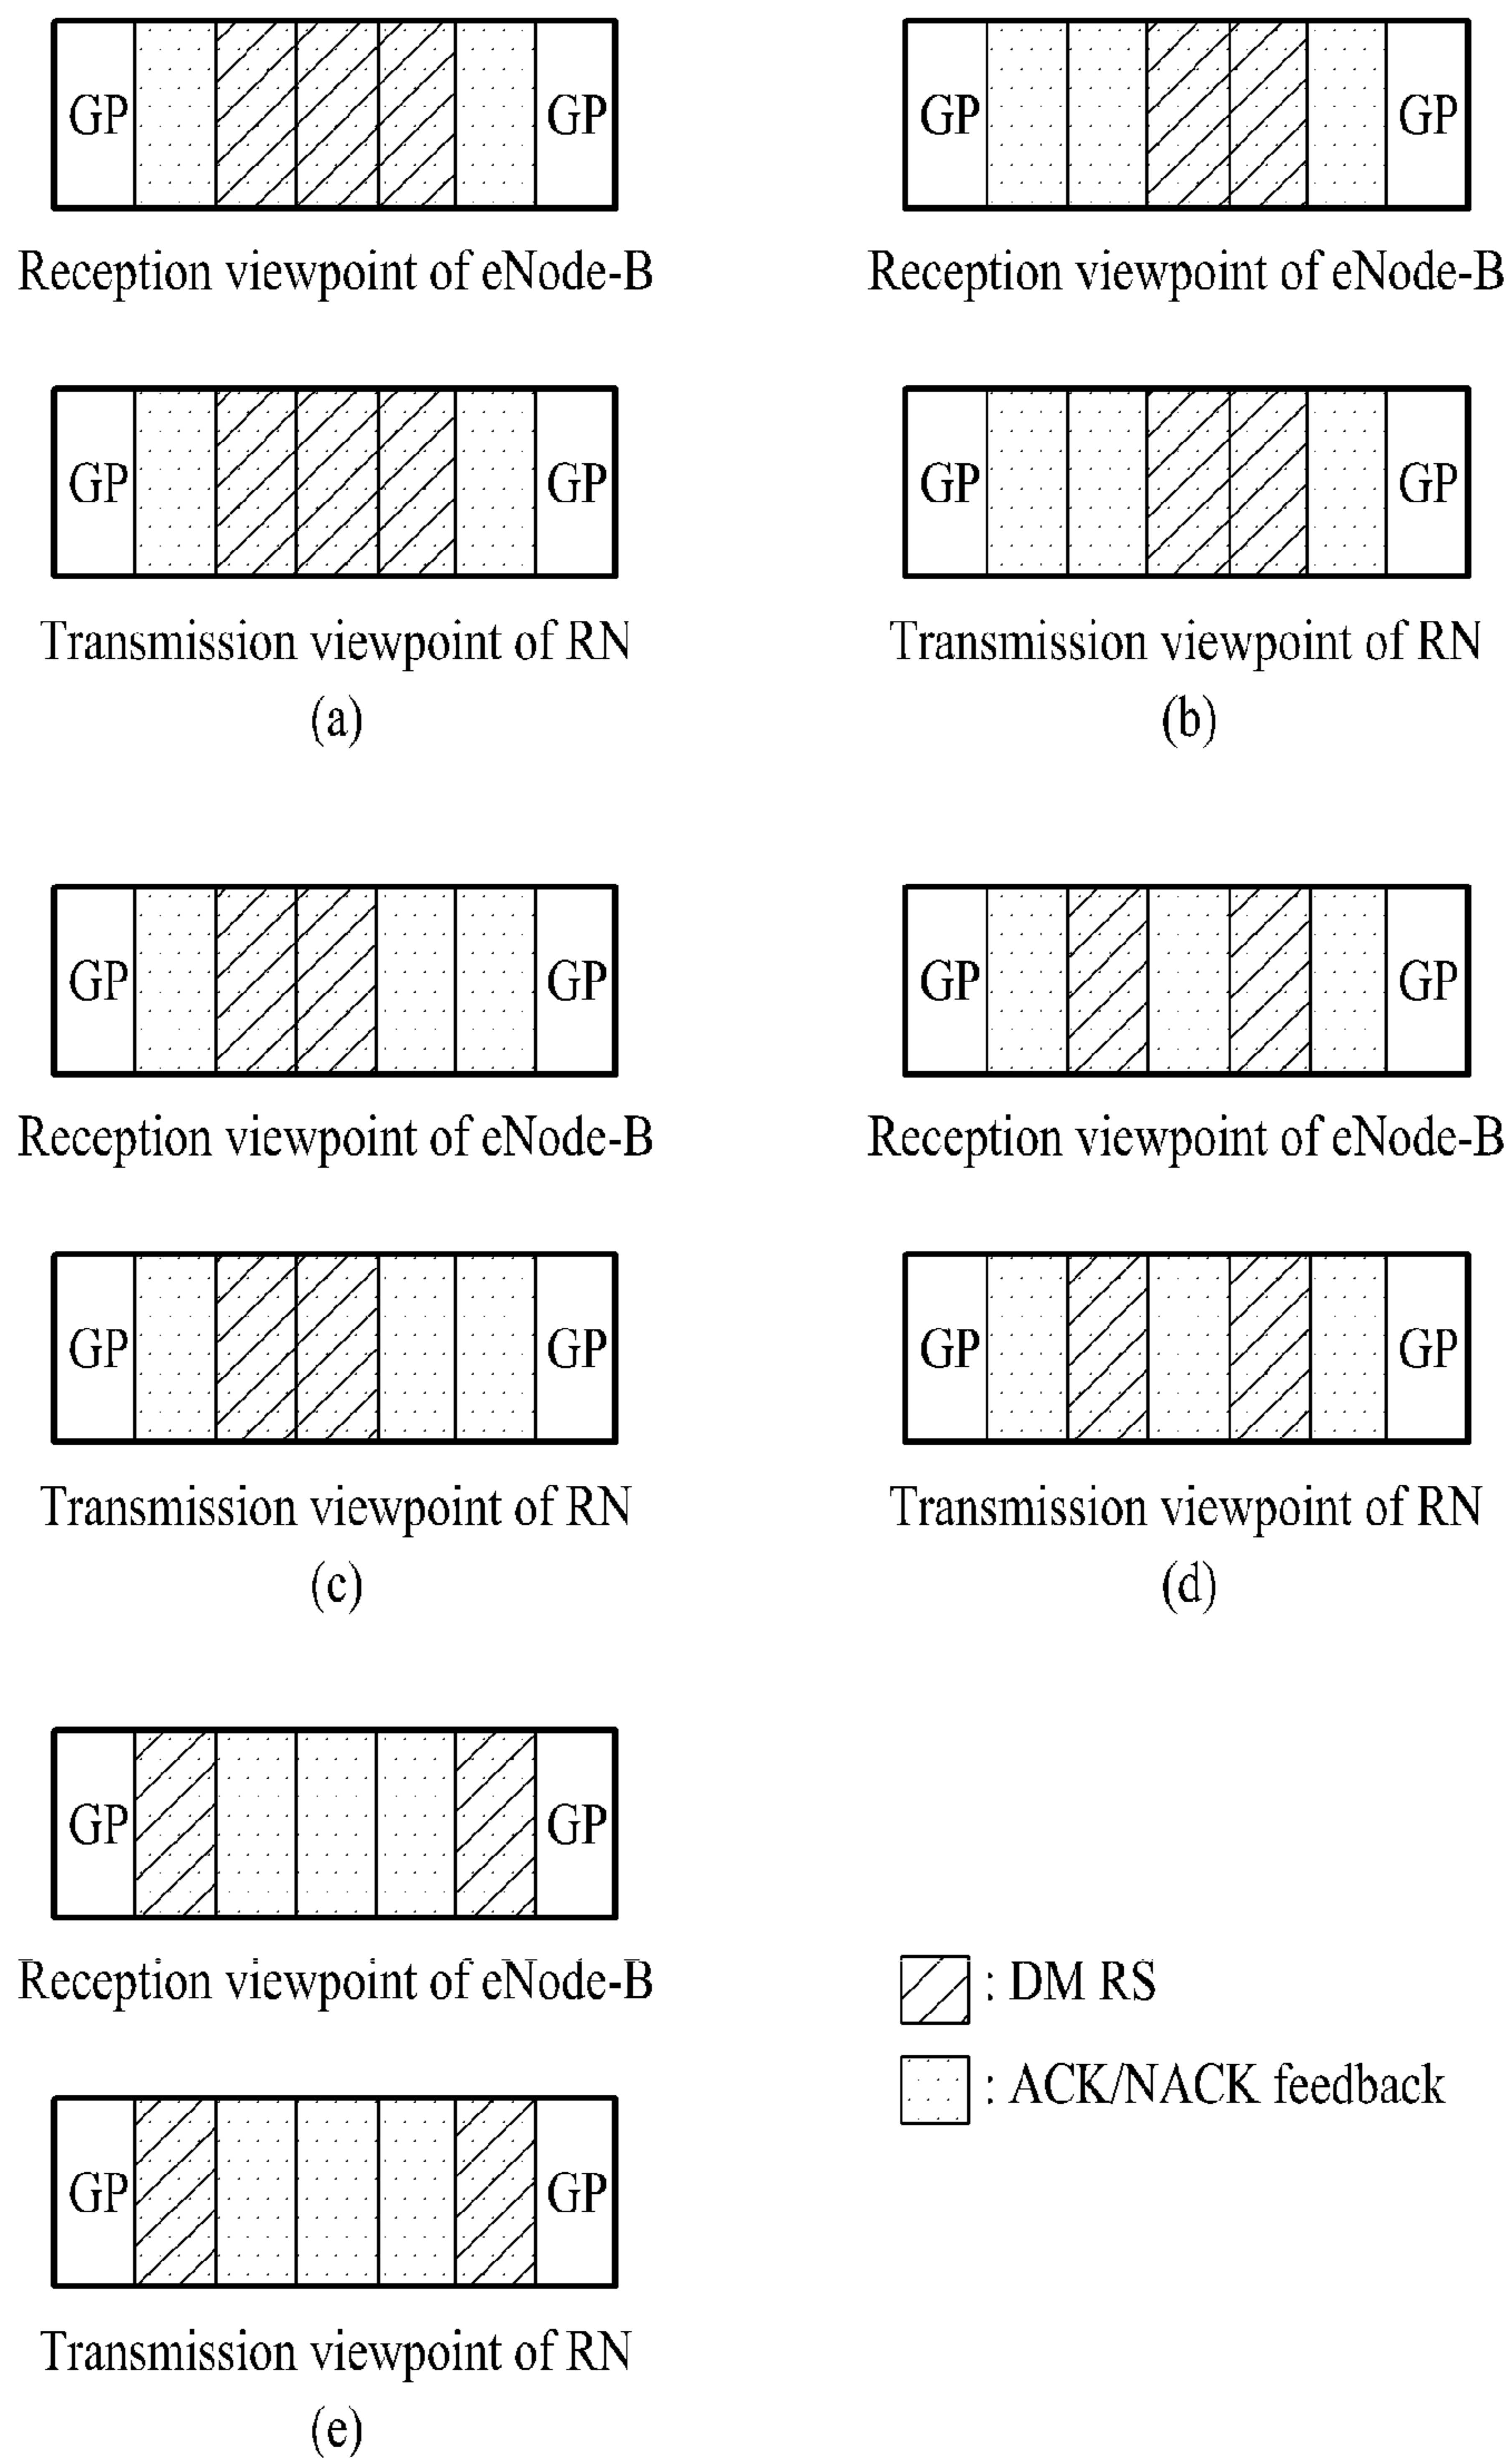 GP GP
Reception viewpoint of eNode-B
GP GP
Transmission viewpoint of RN
(a)
GP GP
Reception viewpoint of eNode-B
GP GP
Transmission viewpoint of RN
(b)
GP GP
Reception viewpoint of eNode-B
GP GP
Transmission viewpoint of RN
(c)
GP GP
Reception viewpoint of eNode-B
GP GP
Transmission viewpoint of RN
(d)
GP GP
Reception viewpoint of eNode-B
GP GP
Transmission viewpoint of RN
(e)
: DM RS
: ACK/NACK feedback